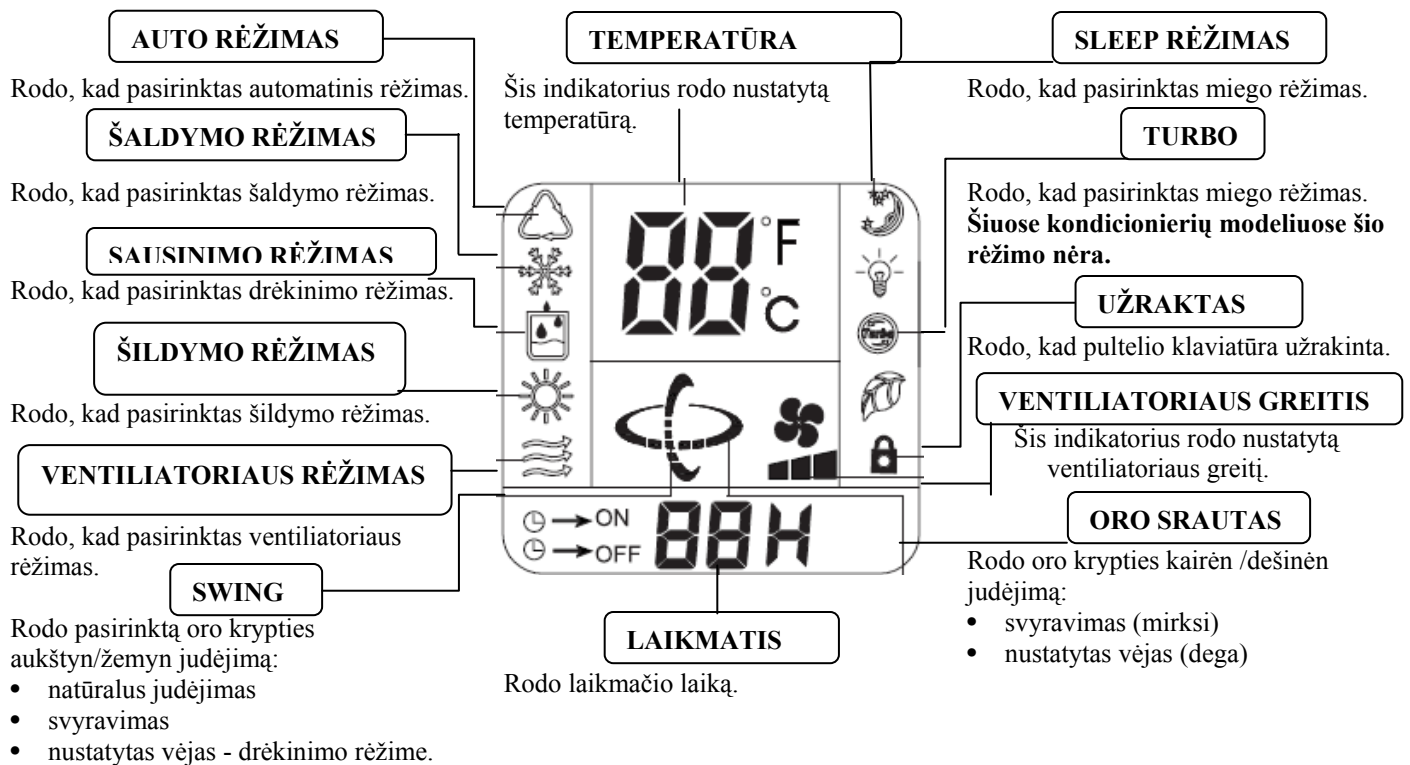 AUTO RĖŽIMAS
Rodo, kad pasirinktas automatinis rėžimas.
ŠALDYMO RĖŽIMAS
Rodo, kad pasirinktas šaldymo rėžimas.
SAUSINIMO RĖŽIMAS
Rodo, kad pasirinktas drėkinimo rėžimas.
ŠILDYMO RĖŽIMAS
Rodo, kad pasirinktas šildymo rėžimas.
VENTILIATORIAUS RĖŽIMAS
Rodo, kad pasirinktas ventiliatoriaus
rėžimas.
SWING
Rodo pasirinktą oro krypties
aukštyn/žemyn judėjimą:
• natūralus judėjimas
• svyravimas
• nustatytas vėjas - drėkinimo rėžime.
TEMPERATŪRA
Šis indikatorius rodo nustatytą
temperatūrą.
88 °F
°C
Turbo
→ON
→OFF
88H
LAIKMATIS
Rodo laikmačio laiką.
SLEEP RĖŽIMAS
Rodo, kad pasirinktas miego rėžimas.
TURBO
Rodo, kad pasirinktas miego rėžimas.
Šiuose kondicionierių modeliuose šio
rėžimo nėra.
UŽRAKTAS
Rodo, kad pultelio klaviatūra užrakinta.
VENTILIATORIAUS GREITIS
Šis indikatorius rodo nustatytą
ventiliatoriaus greitį.
ORO SRAUTAS
Rodo oro krypties kairėn /dešinėn
judėjimą:
• svyravimas (mirksi)
• nustatytas vėjas (dega)